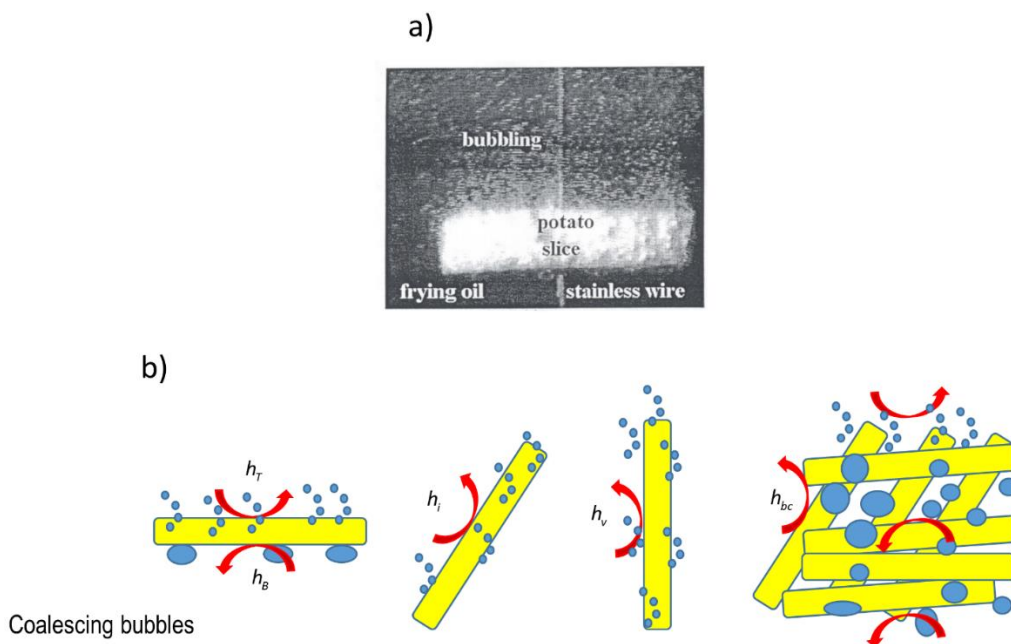 a)
bubbling
potato
slice
frying oil
stainless wire
b)
h_T
h_B
h_i
h_v
h_bc
Coalescing bubbles